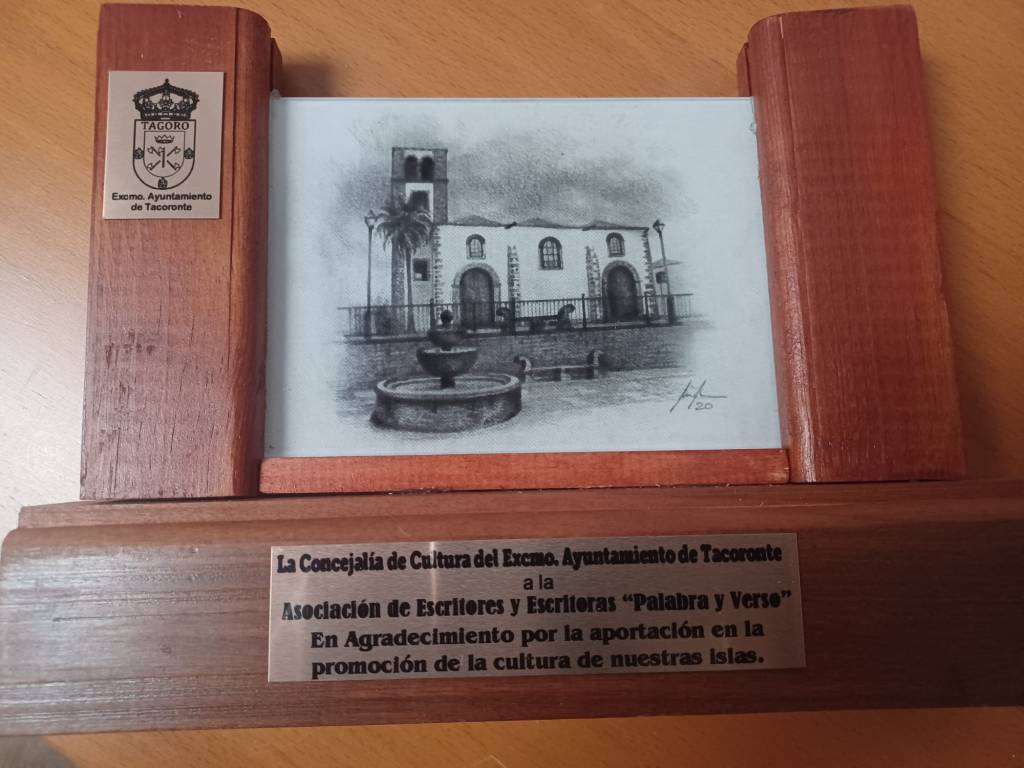 TAGORO
Excmo. Ayuntamiento
de Tacoronte
20
La Concejalía de Cultura del Excmo. Ayuntamiento de Tacoronte
a la
Asociación de Escritores y Escritoras "Palabra y Verso"
En Agradecimiento por la aportación en la
promoción de la cultura de nuestras islas.